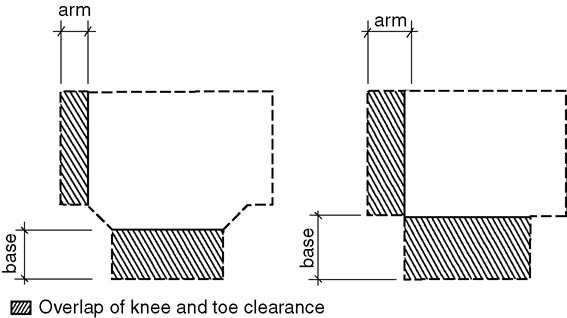 arm
arm
base
base
Overlap of knee and toe clearance